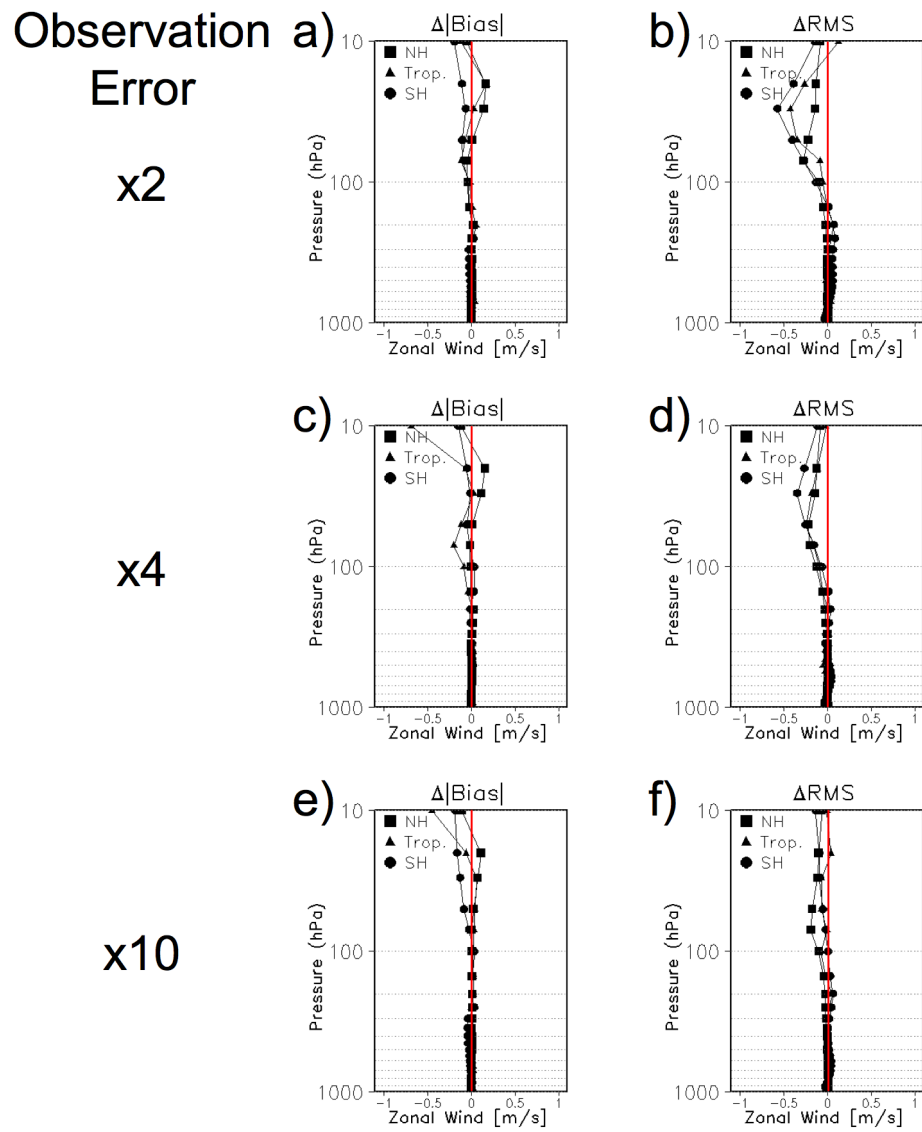 Observation
Error
a)
Δ|Bias|
10
100
1000
Pressure (hPa)
NH
Trop.
SH
-1 -0.5 0 0.5 1
Zonal Wind [m/s]
b)
ΔRMS
10
100
1000
Pressure (hPa)
NH
Trop.
SH
-1 -0.5 0 0.5 1
Zonal Wind [m/s]
x2
c)
Δ|Bias|
10
100
1000
Pressure (hPa)
NH
Trop.
SH
-1 -0.5 0 0.5 1
Zonal Wind [m/s]
d)
ΔRMS
10
100
1000
Pressure (hPa)
NH
Trop.
SH
-1 -0.5 0 0.5 1
Zonal Wind [m/s]
x4
e)
Δ|Bias|
10
100
1000
Pressure (hPa)
NH
Trop.
SH
-1 -0.5 0 0.5 1
Zonal Wind [m/s]
f)
ΔRMS
10
100
1000
Pressure (hPa)
NH
Trop.
SH
-1 -0.5 0 0.5 1
Zonal Wind [m/s]
x10